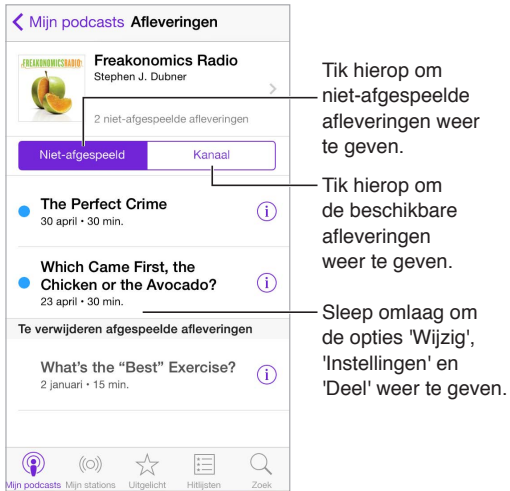 Mijn podcasts Afleveringen
FREAKONOMICSRADIO
Freakonomics Radio
Stephen J. Dubner
2 niet-afgespeelde afleveringen
Niet-afgespeeld
Kanaal
The Perfect Crime
30 april • 30 min.
Which Came First, the
Chicken or the Avocado?
23 april • 30 min.
Te verwijderen afgespeelde afleveringen
What's the “Best” Exercise?
2 januari • 15 min.
Mijn podcasts
Mijn stations
Uitgelicht
Hitlijsten
Zoek
Tik hierop om
niet-afgespeelde
afleveringen weer
te geven.
Tik hierop om
de beschikbare
afleveringen
weer te geven.
Sleep omlaag om
de opties 'Wijzig',
'Instellingen' en
'Deel' weer te geven.